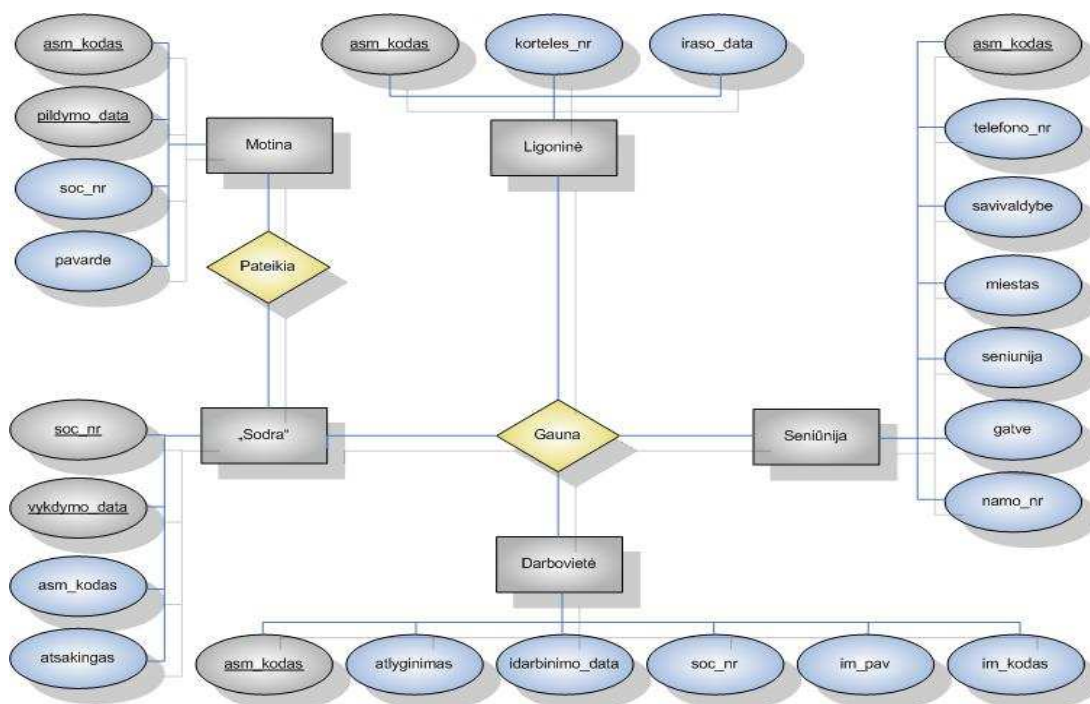 asm_kodas
pildymo_data
soc_nr
pavarde
Motina
Pateikia
asm_kodas
korteles_nr
iraso_data
Ligoninė
asm_kodas
telefono_nr
savivaldybe
miestas
seniunija
gatve
namo_nr
Seniūnija
Gauna
„Sodra“
soc_nr
vykdymo_data
asm_kodas
atsakingas
Darbovietė
asm_kodas
atlyginimas
idarbinimo_data
soc_nr
im_pav
im_kodas